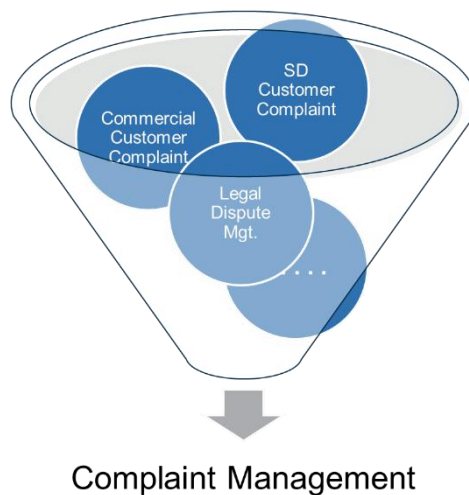 SD
Customer
Complaint
Commercial
Customer
Complaint
Legal
Dispute
Mgt.
. . . .
Complaint Management